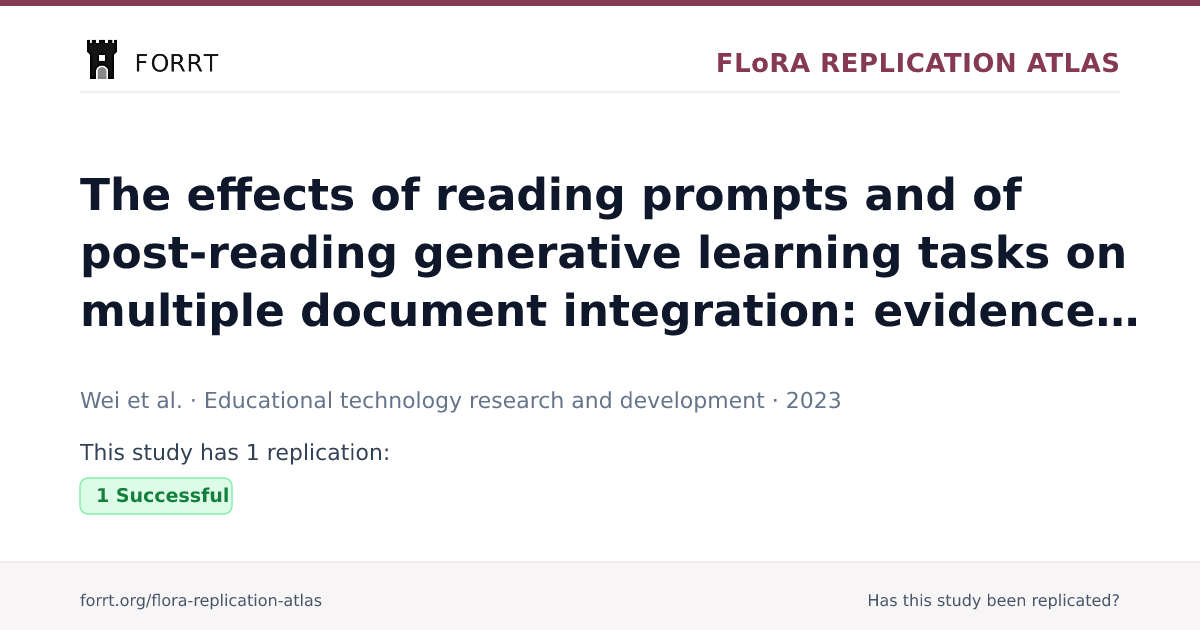 FORRT
FLoRA REPLICATION ATLAS
The effects of reading prompts and of
post-reading generative learning tasks on
multiple document integration: evidence…
Wei et al. · Educational technology research and development · 2023
This study has 1 replication:
1 Successful
forrt.org/flora-replication-atlas
Has this study been replicated?